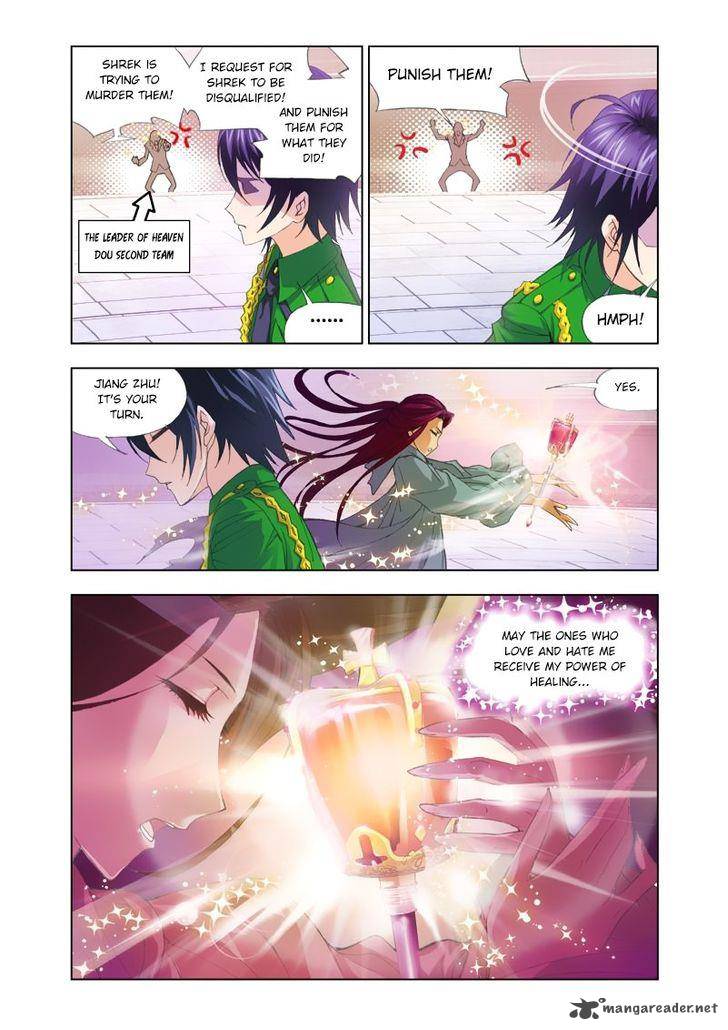 SHREK IS
TRYING TO
MURDER THEM!
I REQUEST FOR
SHREK TO BE
DISQUALIFIED!
AND PUNISH
THEM FOR
WHAT THEY
DID!
THE LEADER OF HEAVEN
DOU SECOND TEAM
......
PUNISH THEM!
HMPH!
JIANG ZHU!
IT'S YOUR
TURN.
YES.
MAY THE ONES WHO
LOVE AND HATE ME
RECEIVE MY POWER OF
HEALING...
mangareader.net